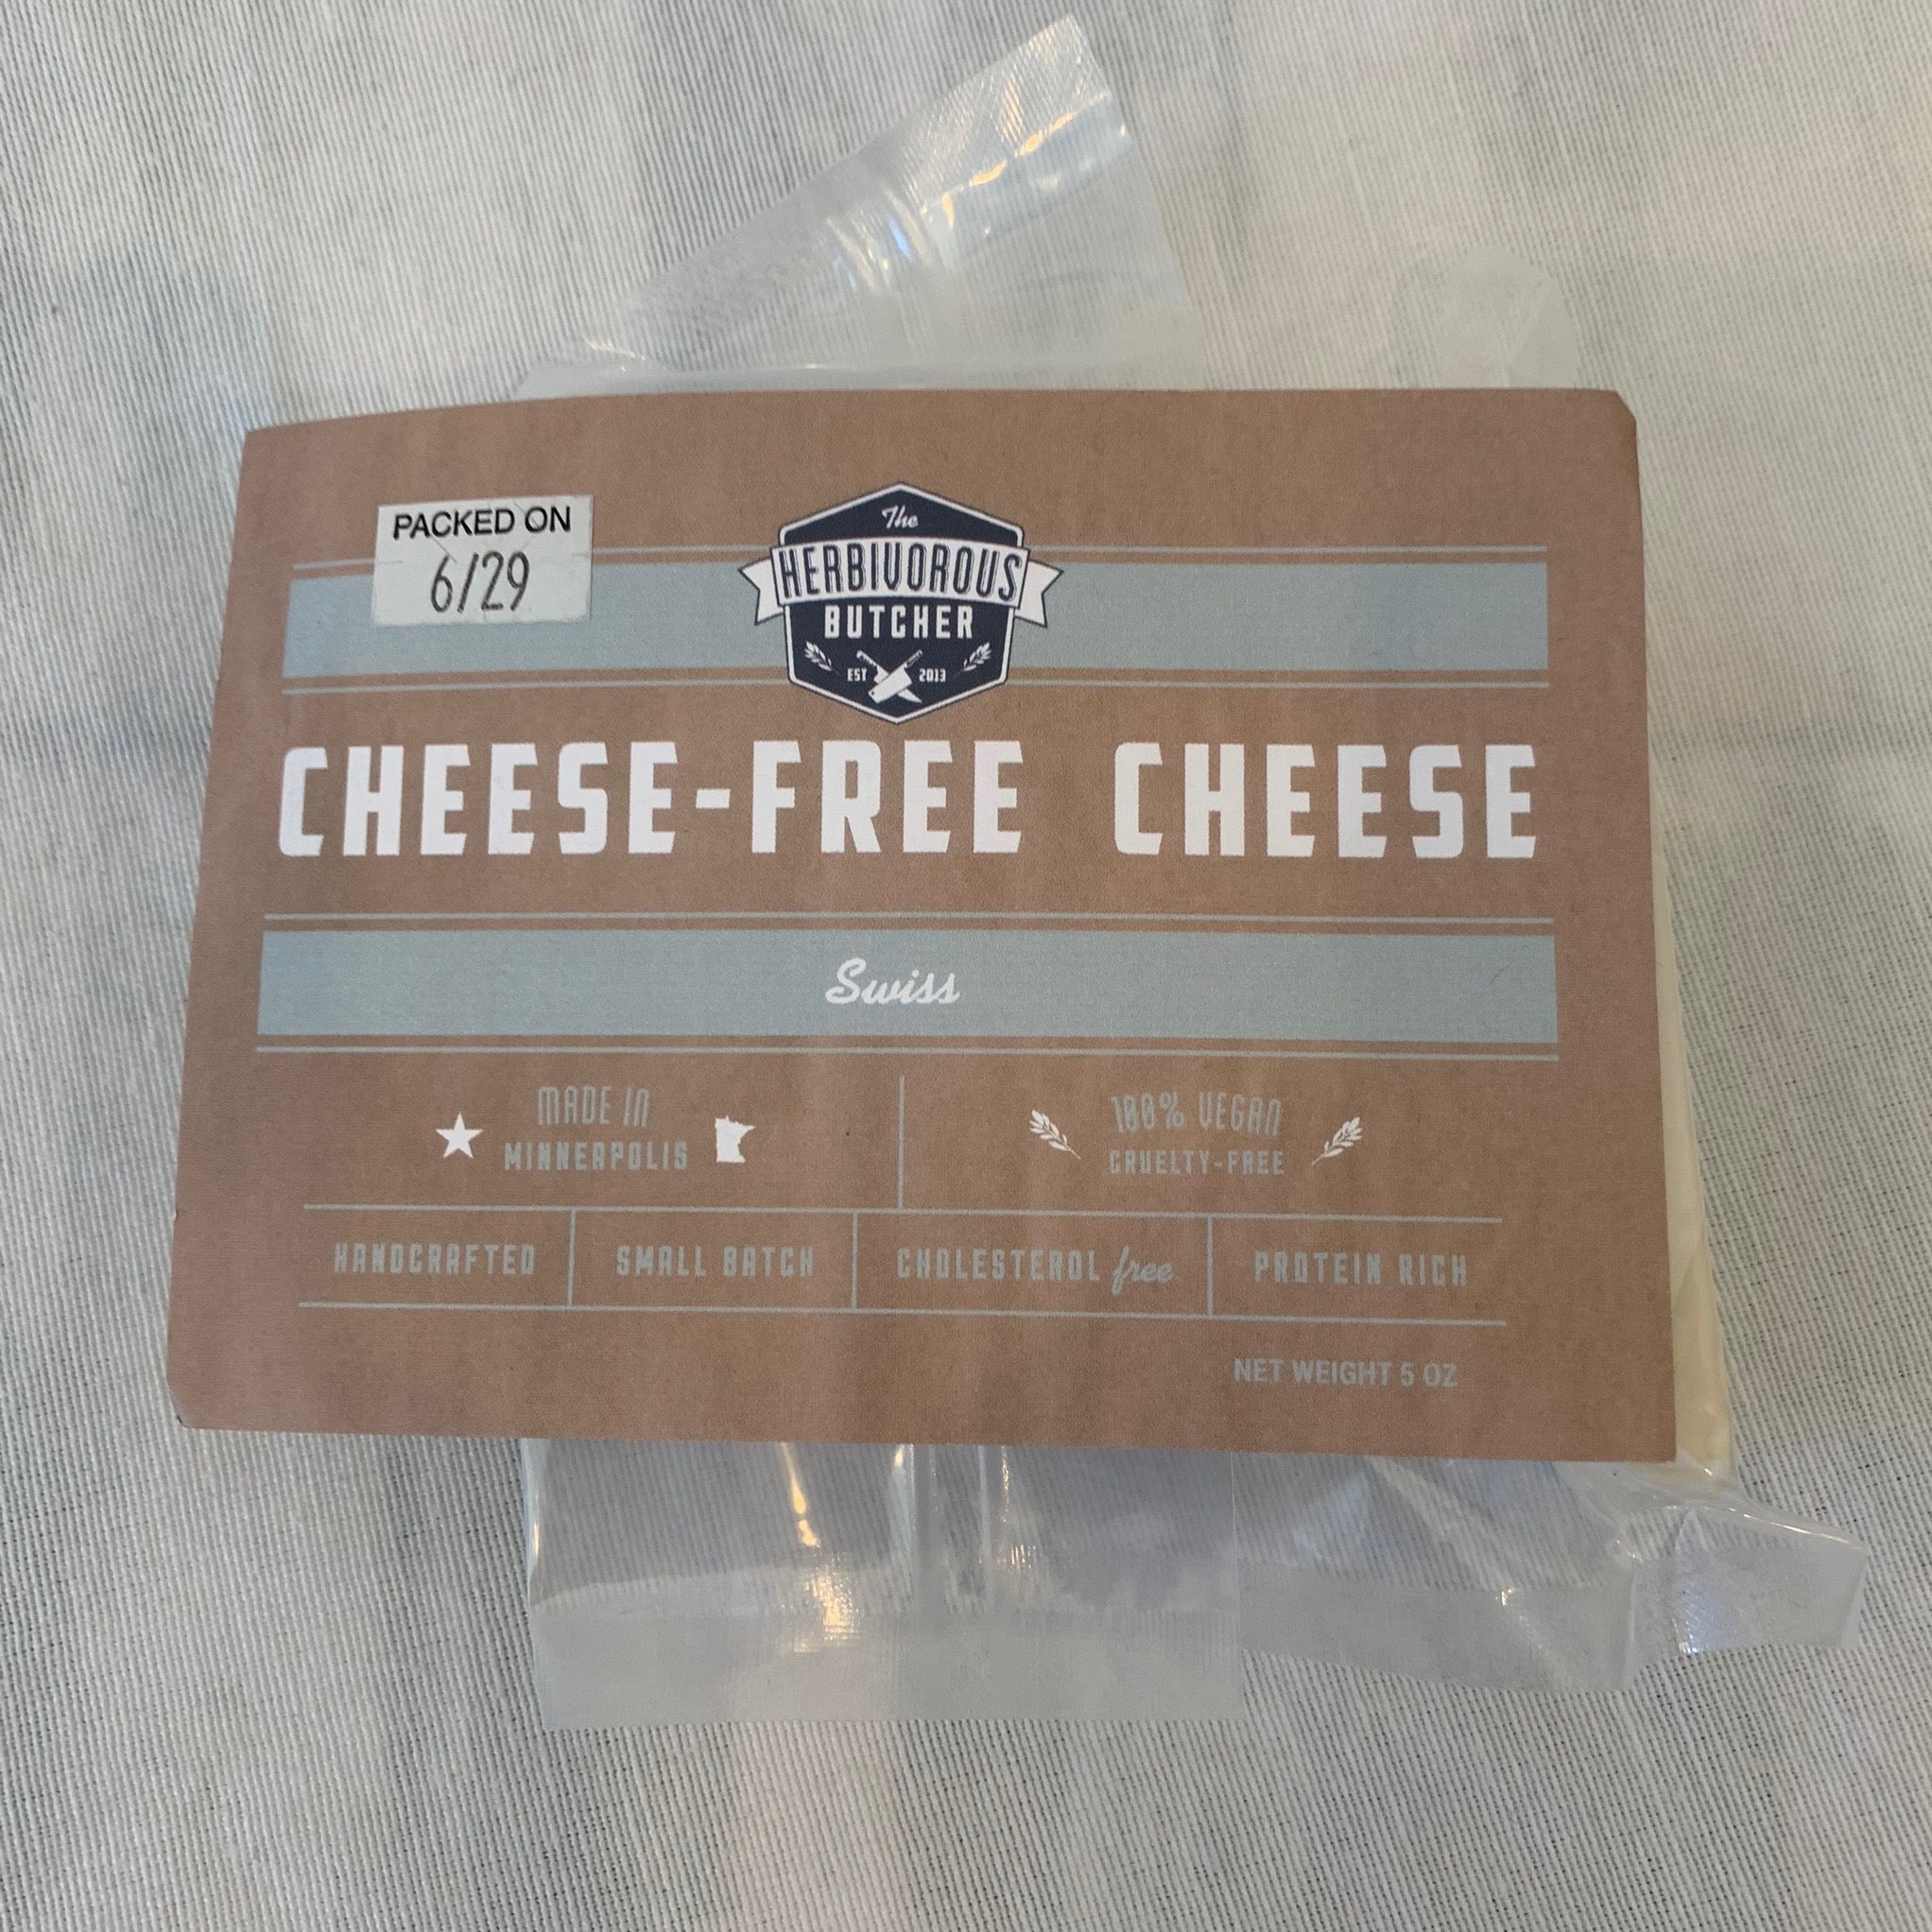 PACKED ON
6/29
The
HERBIVOROUS
BUTCHER
EST 2013
CHEESE-FREE CHEESE
Swiss
MADE IN
MINNEAPOLIS
100% VEGAN
CRUELTY-FREE
HANDCRAFTED
SMALL BATCH
CHOLESTEROL free
PROTEIN RICH
NET WEIGHT 5 OZ